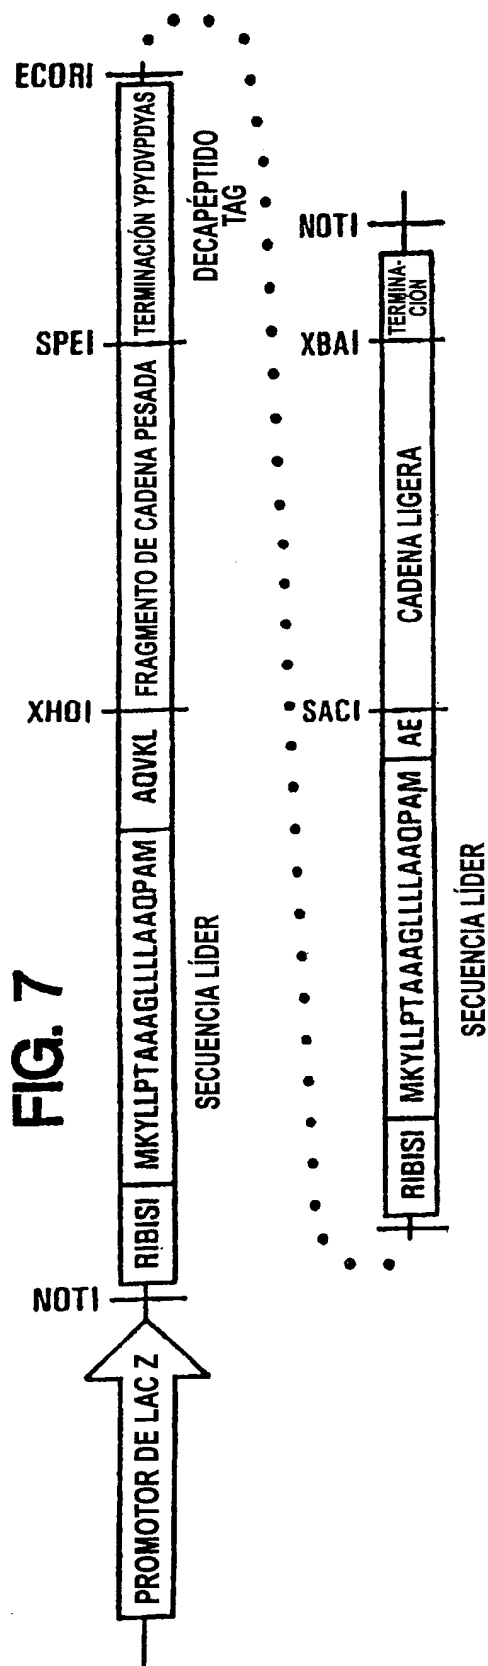 FIG. 7
PROMOTOR DE LAC Z
NOTI
RIBISI
MKYLLPTAAAGLLLLAAQPAM
AQVKL
XHOI
FRAGMENTO DE CADENA PESADA
SPEI
TERMINACIÓN YPYDVPDYAS
ECORI
SECUENCIA LÍDER
DECAPÉPTIDO
TAG
RIBISI
MKYLLPTAAAGLLLLAAQPAM
AE
SACI
CADENA LIGERA
XBAI
TERMINA-
CIÓN
NOTI
SECUENCIA LÍDER